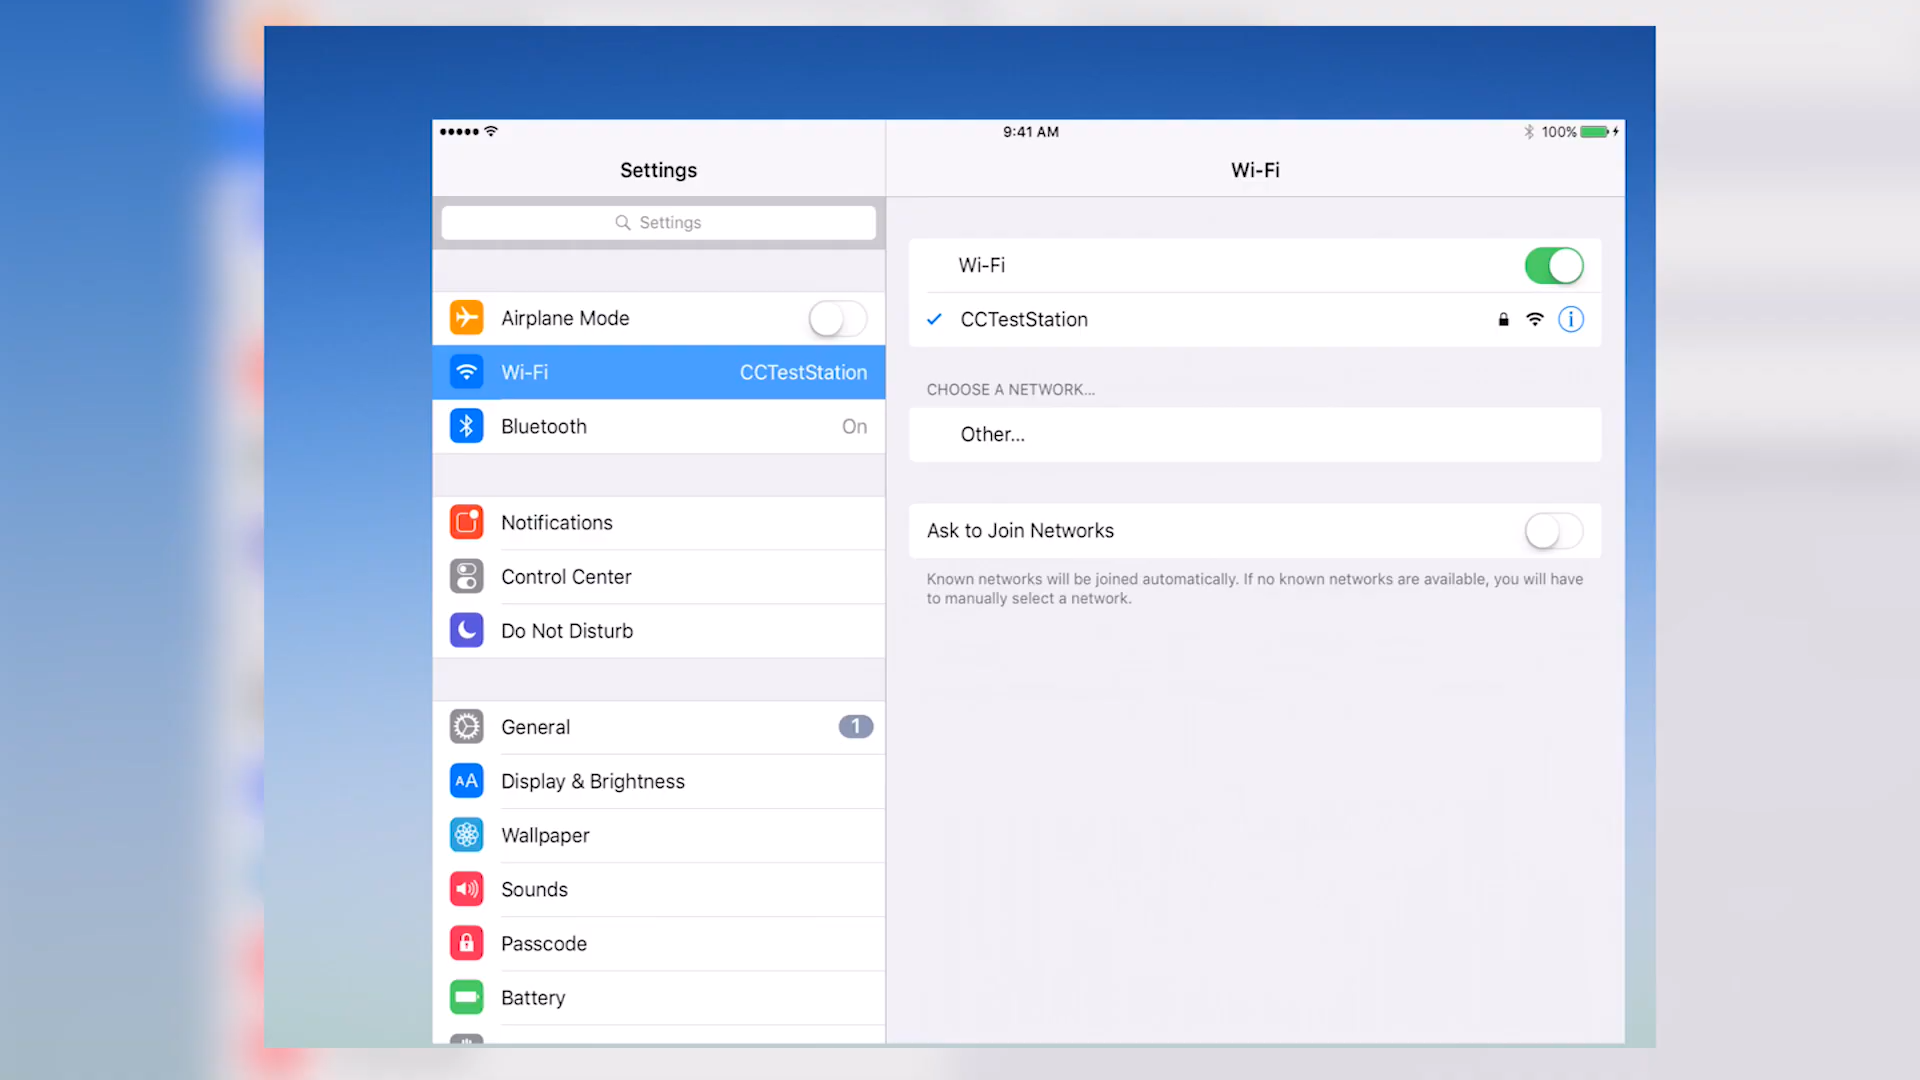 9:41 AM
100%
Settings
Wi-Fi
Settings
Airplane Mode
Wi-Fi CCTestStation
Bluetooth On
Notifications
Control Center
Do Not Disturb
General 1
Display & Brightness
AA
Wallpaper
Sounds
Passcode
Battery
Wi-Fi
CCTestStation
CHOOSE A NETWORK...
Other...
Ask to Join Networks
Known networks will be joined automatically. If no known networks are available, you will have
to manually select a network.